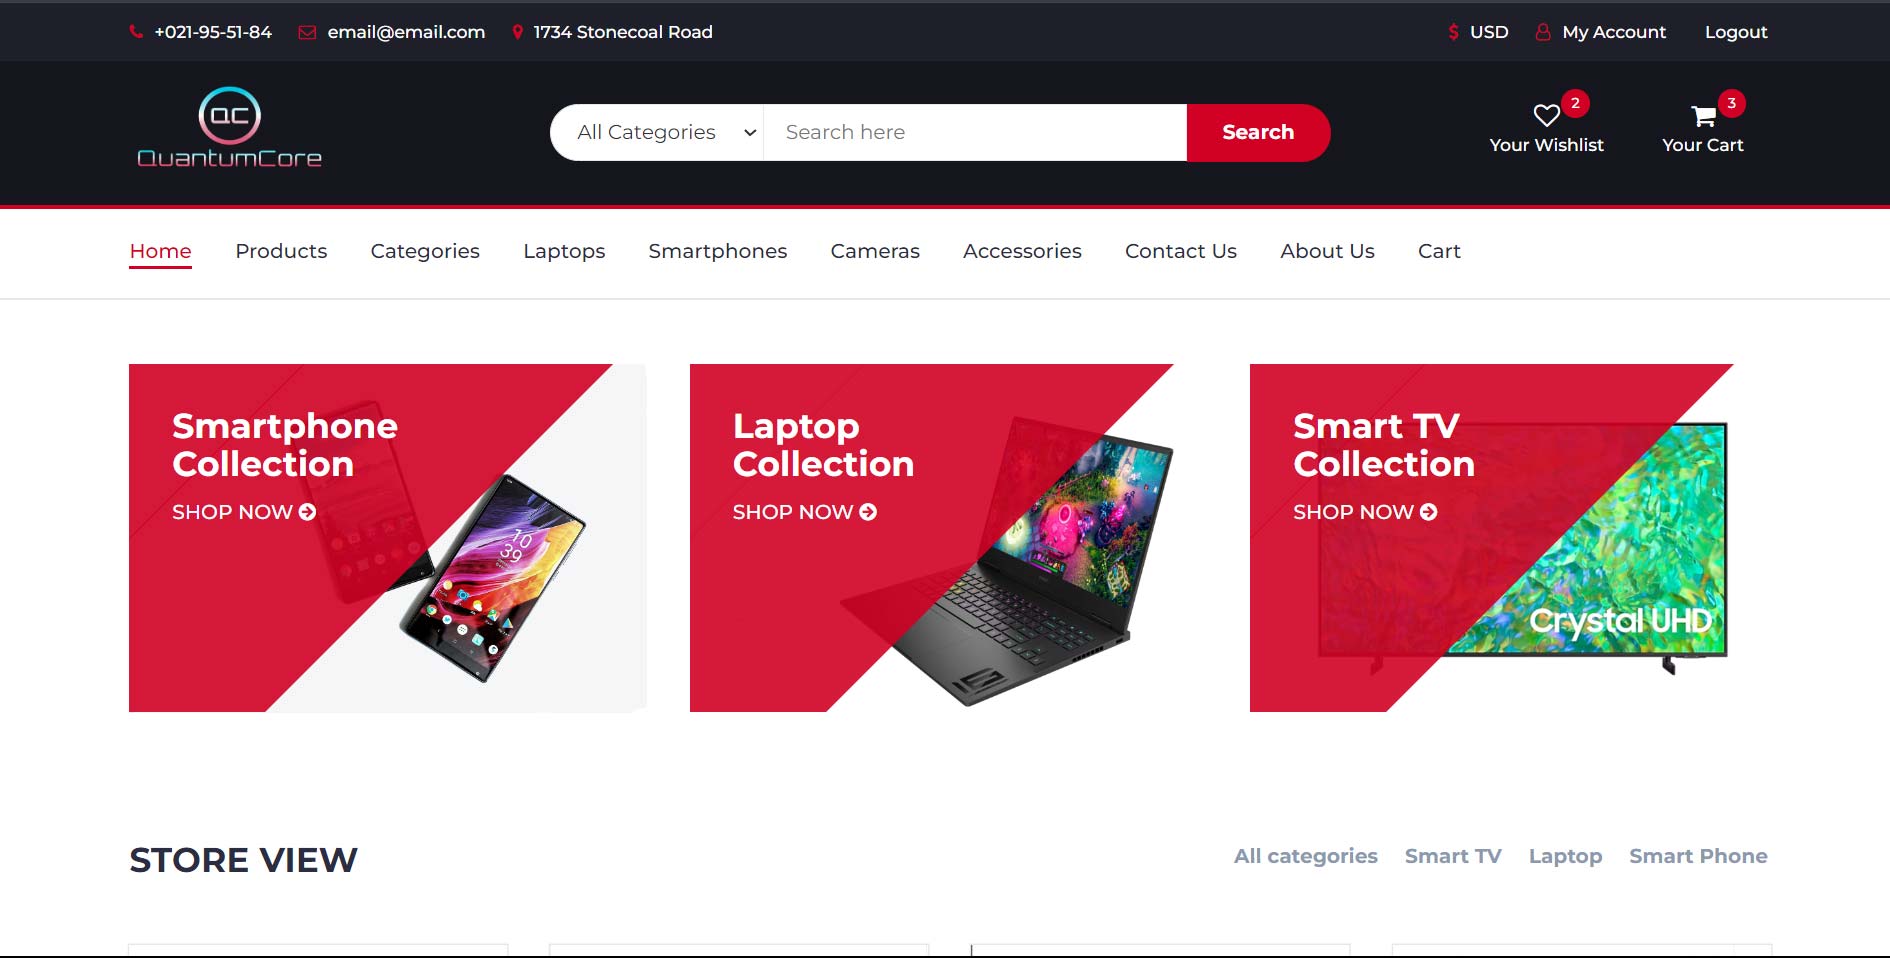 +021-95-51-84 email@email.com 1734 Stonecoal Road USD My Account Logout
QC
QuantumCore
All Categories Search here Search
2
Your Wishlist
3
Your Cart
Home Products Categories Laptops Smartphones Cameras Accessories Contact Us About Us Cart
Smartphone
Collection
SHOP NOW
10
39
Laptop
Collection
SHOP NOW
Smart TV
Collection
SHOP NOW
Crystal UHD
STORE VIEW
All categories Smart TV Laptop Smart Phone